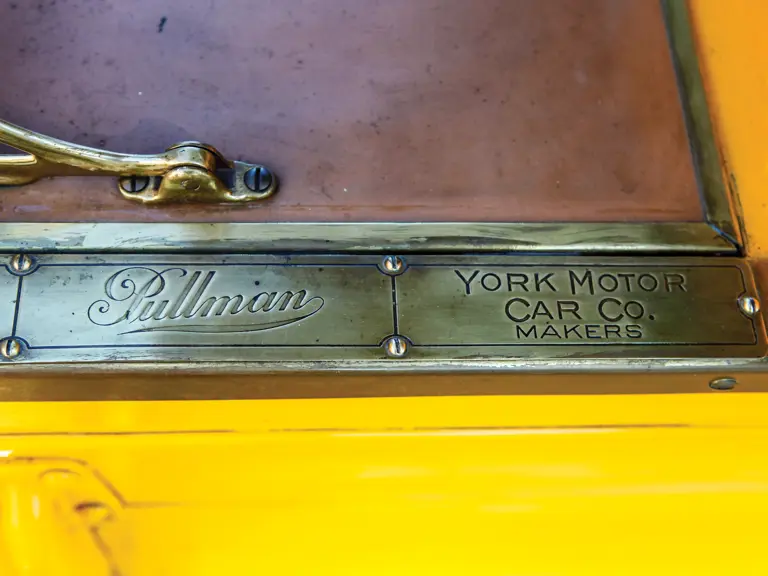 Pullman
YORK MOTOR
CAR CO.
MAKERS